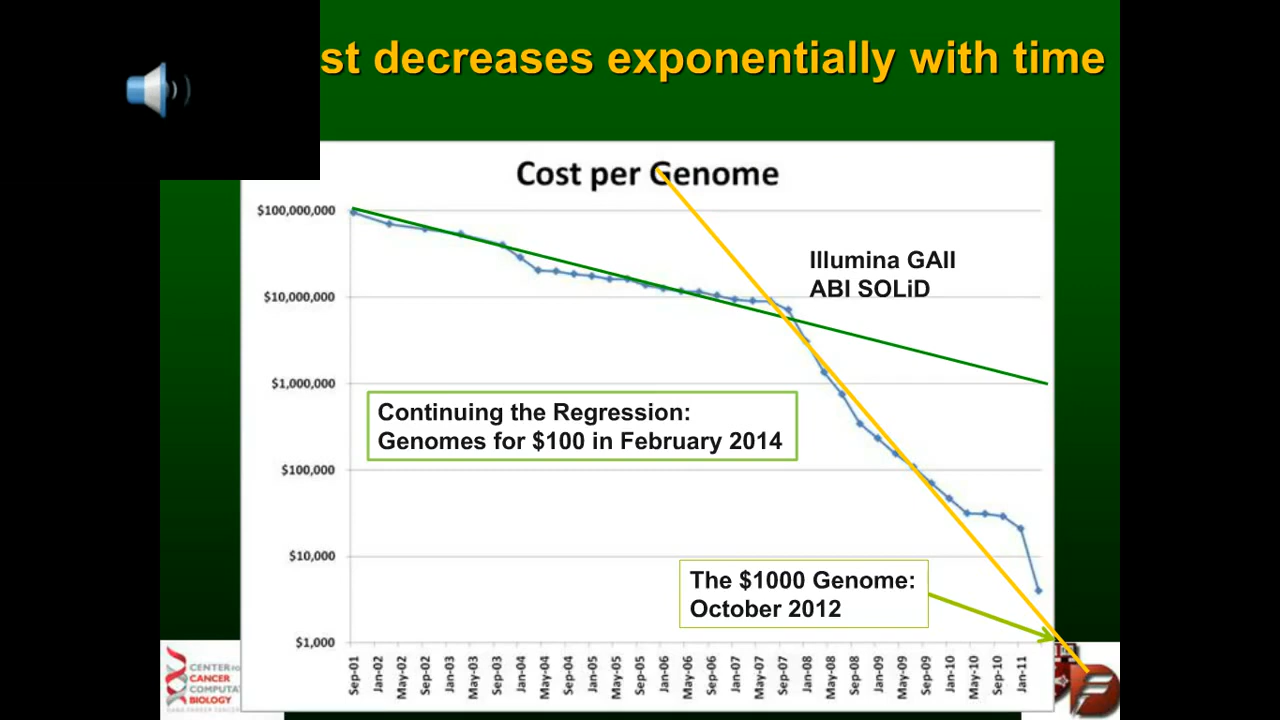 st decreases exponentially with time
Cost per Genome
$100,000,000
$10,000,000
$1,000,000
$100,000
$10,000
$1,000
Illumina GAII
ABI SOLiD
Continuing the Regression:
Genomes for $100 in February 2014
The $1000 Genome:
October 2012
Sep-01
Jan-02
May-02
Sep-02
Jan-03
May-03
Sep-03
Jan-04
May-04
Sep-04
Jan-05
May-05
Sep-05
Jan-06
May-06
Sep-06
Jan-07
May-07
Sep-07
Jan-08
May-08
Sep-08
Jan-09
May-09
Sep-09
Jan-10
May-10
Sep-10
Jan-11
CENTER
CANCER
COMPUTA
BIOLOGY